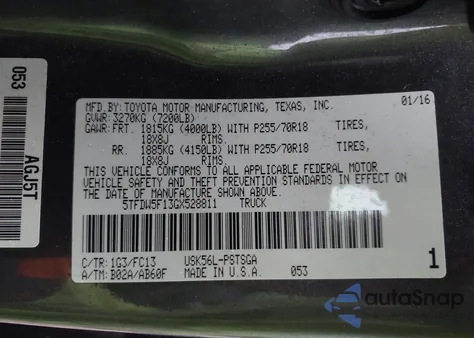 MFD. BY: TOYOTA MOTOR MANUFACTURING, TEXAS, INC. 01/16
GVWR: 3270KG (7200LB)
GAWR: FRT. 1815KG (4000LB) WITH P255/70R18 TIRES,
18X8J RIMS
RR. 1885KG (4150LB) WITH P255/70R18 TIRES,
18X8J RIMS
THIS VEHICLE CONFORMS TO ALL APPLICABLE FEDERAL MOTOR
VEHICLE SAFETY, BUMPER, AND THEFT PREVENTION STANDARDS IN EFFECT ON
THE DATE OF MANUFACTURE SHOWN ABOVE.
5TFDW5F13GX528811 TRUCK
C/TR: 1G3/FC13 USK56L-PSTSGA
A/TM: B02A/AB60F 053 1
053
AGJ5T
autoSnap